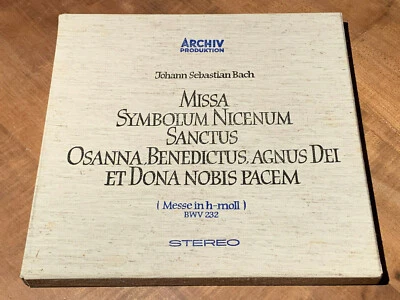 ARCHIV
PRODUKTION
Johann Sebastian Bach
MISSA
SYMBOLUM NICENUM
SANCTUS
OSANNA, BENEDICTUS, AGNUS DEI
ET DONA NOBIS PACEM
( Messe in h-moll )
BWV 232
STEREO